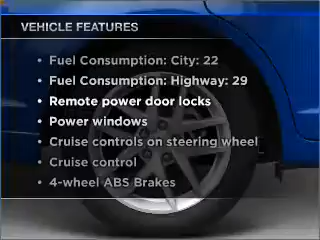 VEHICLE FEATURES
• Fuel Consumption: City: 22
• Fuel Consumption: Highway: 29
• Remote power door locks
• Power windows
• Cruise controls on steering wheel
• Cruise control
• 4-wheel ABS Brakes